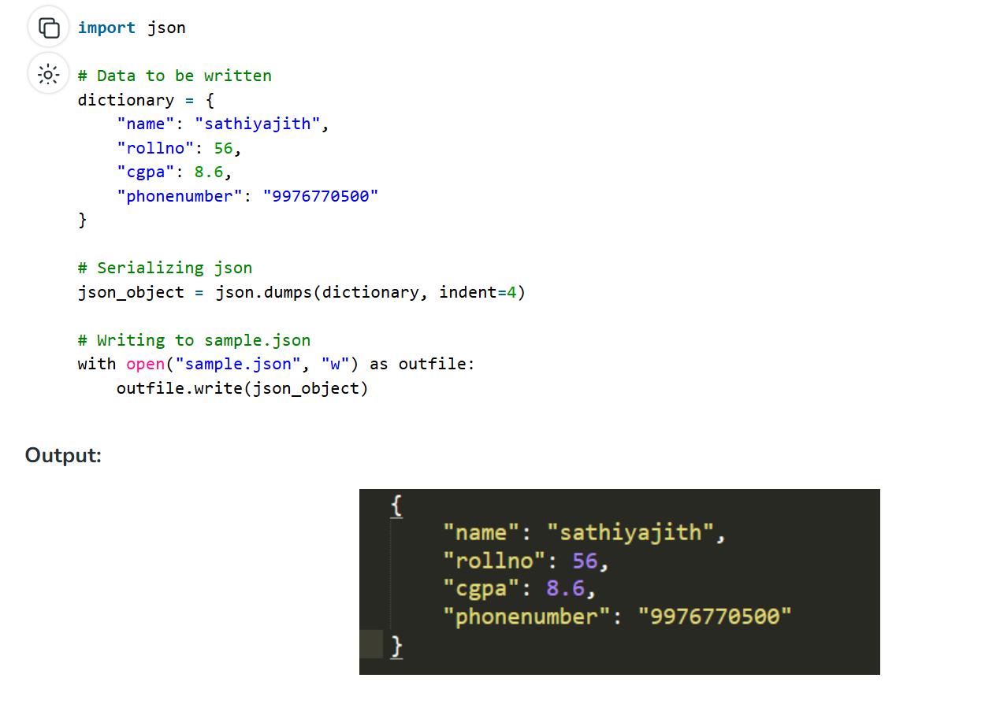 import json
# Data to be written
dictionary = {
    "name": "sathiyajith",
    "rollno": 56,
    "cgpa": 8.6,
    "phonenumber": "9976770500"
}
# Serializing json
json_object = json.dumps(dictionary, indent=4)
# Writing to sample.json
with open("sample.json", "w") as outfile:
    outfile.write(json_object)
Output:
{
    "name": "sathiyajith",
    "rollno": 56,
    "cgpa": 8.6,
    "phonenumber": "9976770500"
}